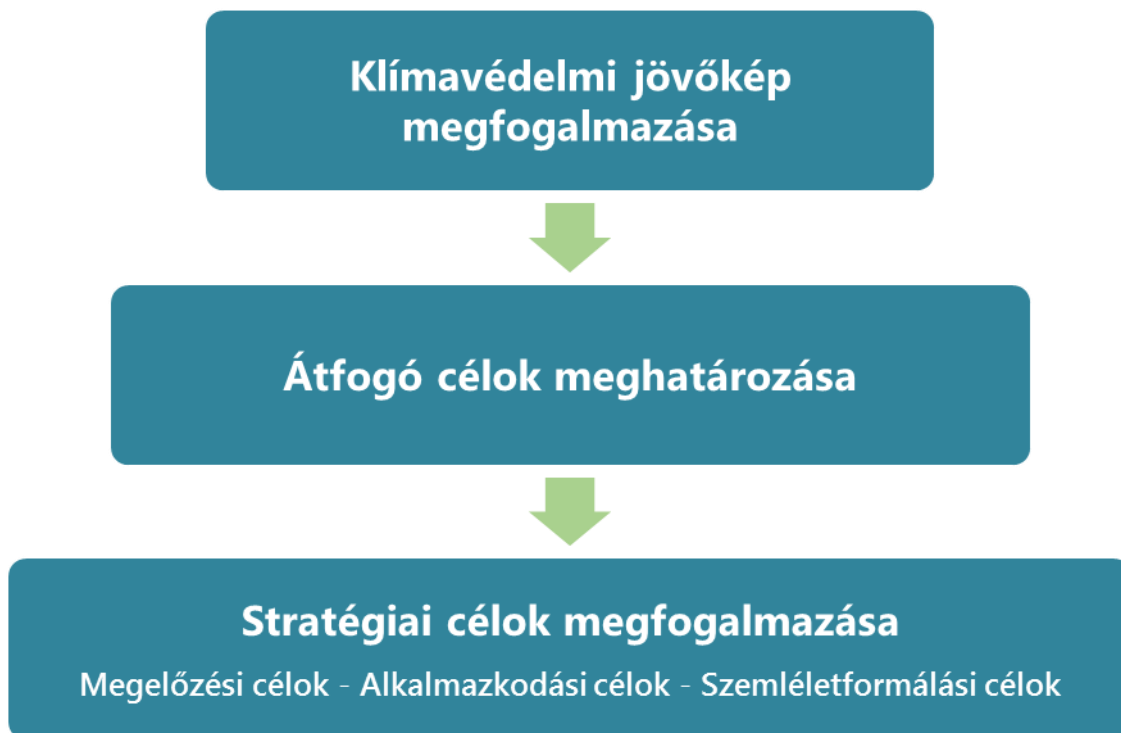 Klímavédelmi jövőkép
megfogalmazása
Átfogó célok meghatározása
Stratégiai célok megfogalmazása
Megelőzési célok - Alkalmazkodási célok - Szemléletformálási célok